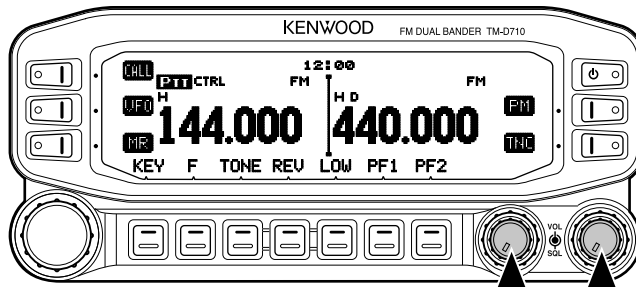 KENWOOD FM DUAL BANDER TM-D710
12:00
CALL PTT CTRL FM FM
VFO H H D PM
144.000 440.000
MR TNC
KEY F TONE REV LOW PF1 PF2
VOL
SQL